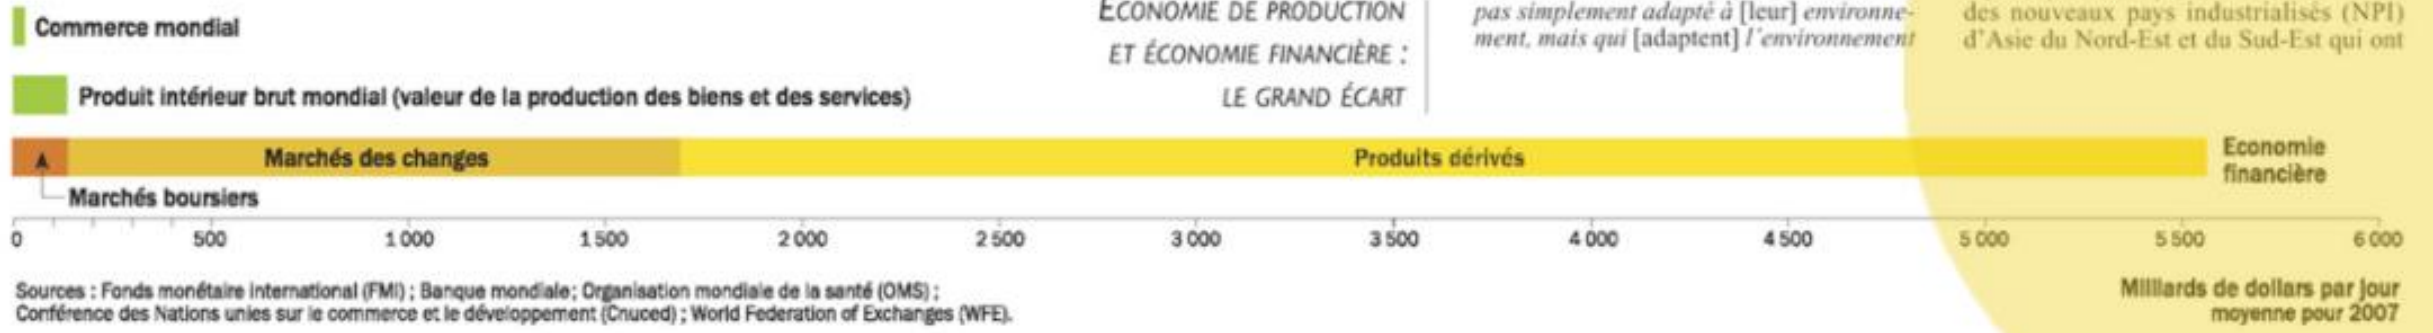 Commerce mondial
Produit intérieur brut mondial (valeur de la production des biens et des services)
ÉCONOMIE DE PRODUCTION
ET ÉCONOMIE FINANCIÈRE :
LE GRAND ÉCART
pas simplement adapté à [leur] environne-
ment, mais qui [adaptent] l'environnement
des nouveaux pays industrialisés (NPI)
d'Asie du Nord-Est et du Sud-Est qui ont
Marchés des changes
Produits dérivés
Economie
financière
Marchés boursiers
0 500 1 000 1 500 2 000 2 500 3 000 3 500 4 000 4 500 5 000 5 500 6 000
Sources : Fonds monétaire international (FMI) ; Banque mondiale; Organisation mondiale de la santé (OMS) ;
Conférence des Nations unies sur le commerce et le développement (Cnuced) ; World Federation of Exchanges (WFE).
Milliards de dollars par jour
moyenne pour 2007